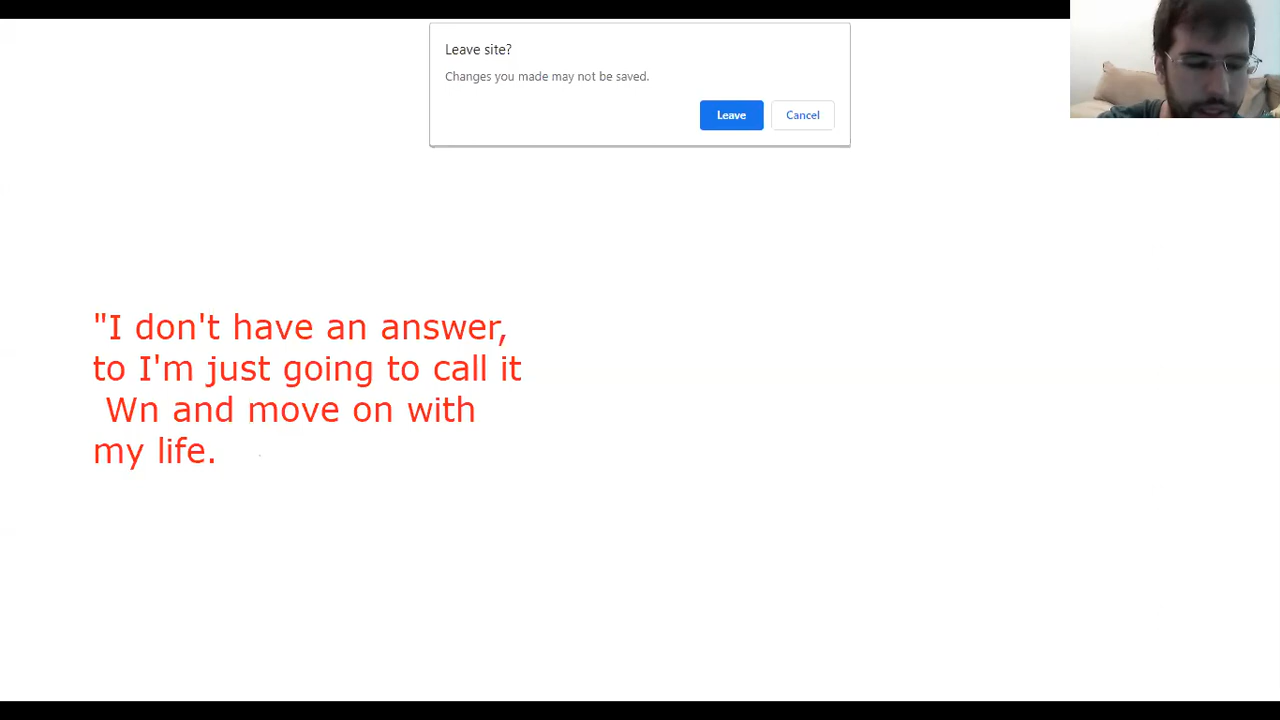 Leave site?
Changes you made may not be saved.
Leave Cancel
"I don't have an answer,
to I'm just going to call it
Wn and move on with
my life.